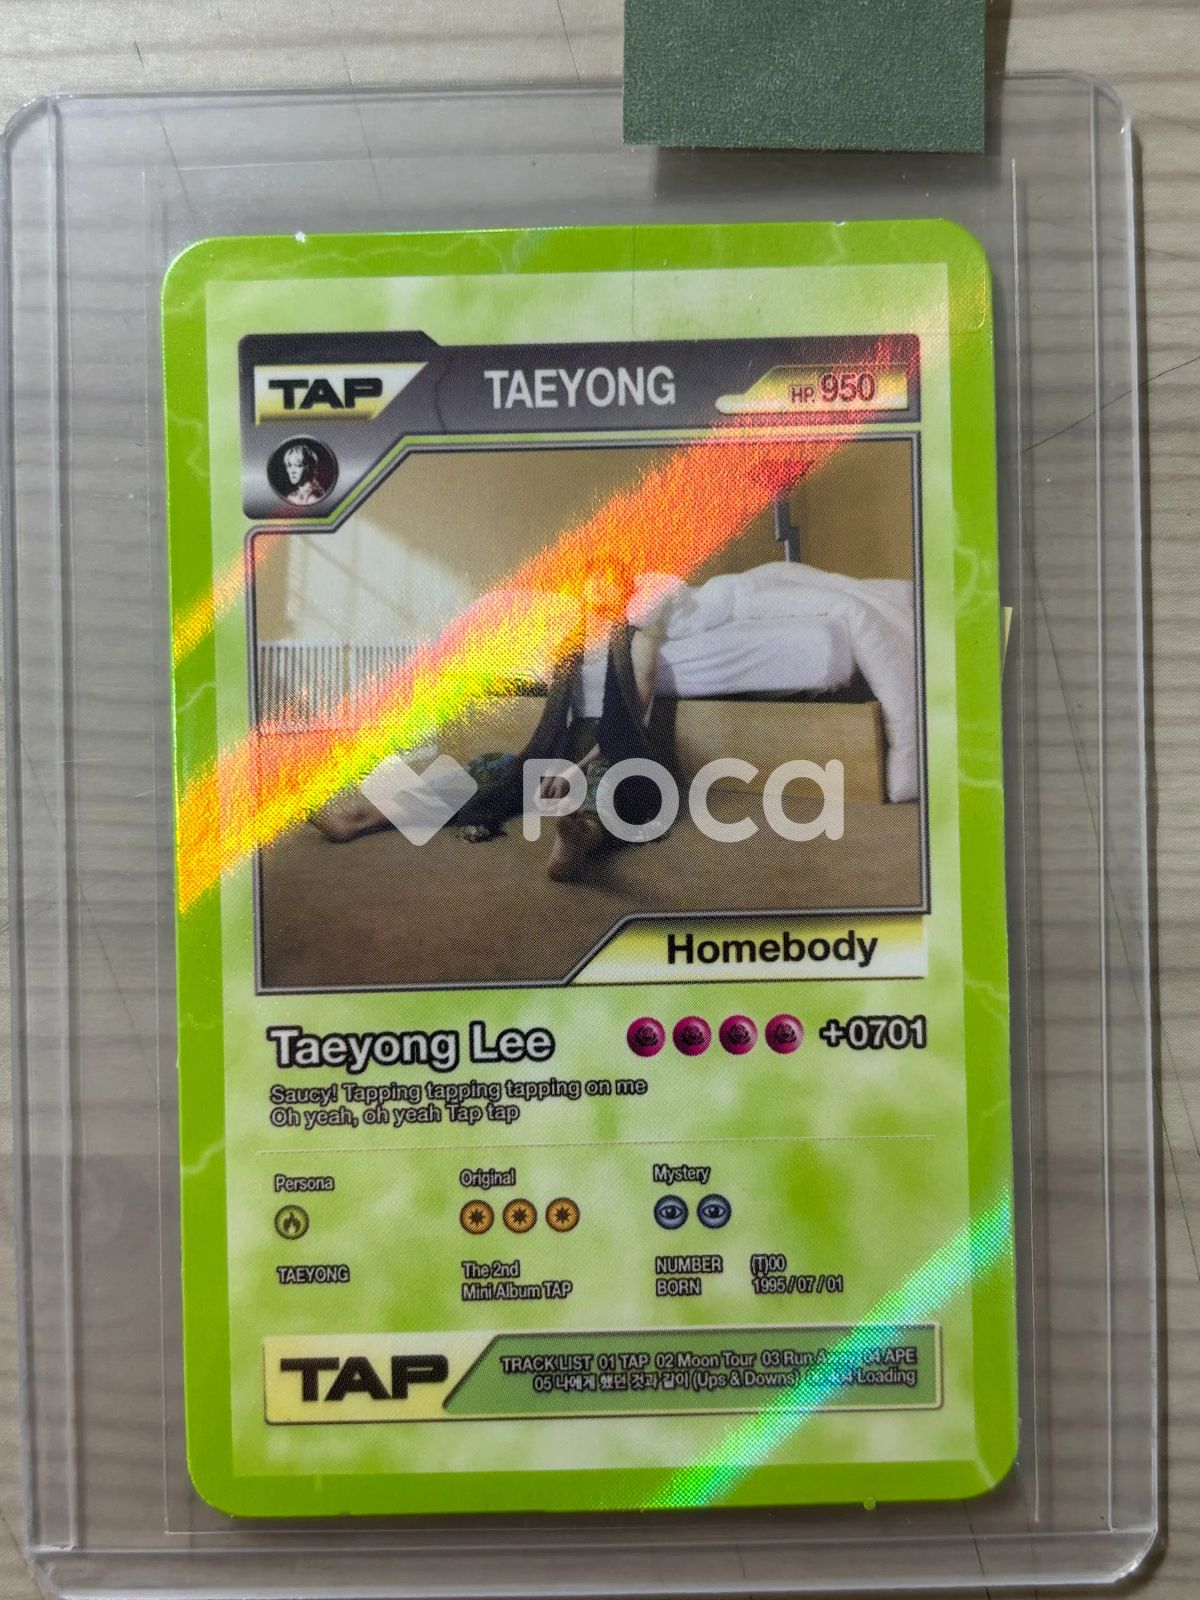 TAP
TAEYONG
HP. 950
poca
Homebody
Taeyong Lee
+0701
Saucy! Tapping tapping tapping on me
Oh yeah, oh yeah Tap tap
Persona
Original
Mystery
TAEYONG
The 2nd
Mini Album TAP
NUMBER (T)00
BORN 1995/07/01
TAP
TRACK LIST 01 TAP 02 Moon Tour 03 Run 04 APE
05 나에게 했던 것과 같이 (Ups & Downs) 404 Loading